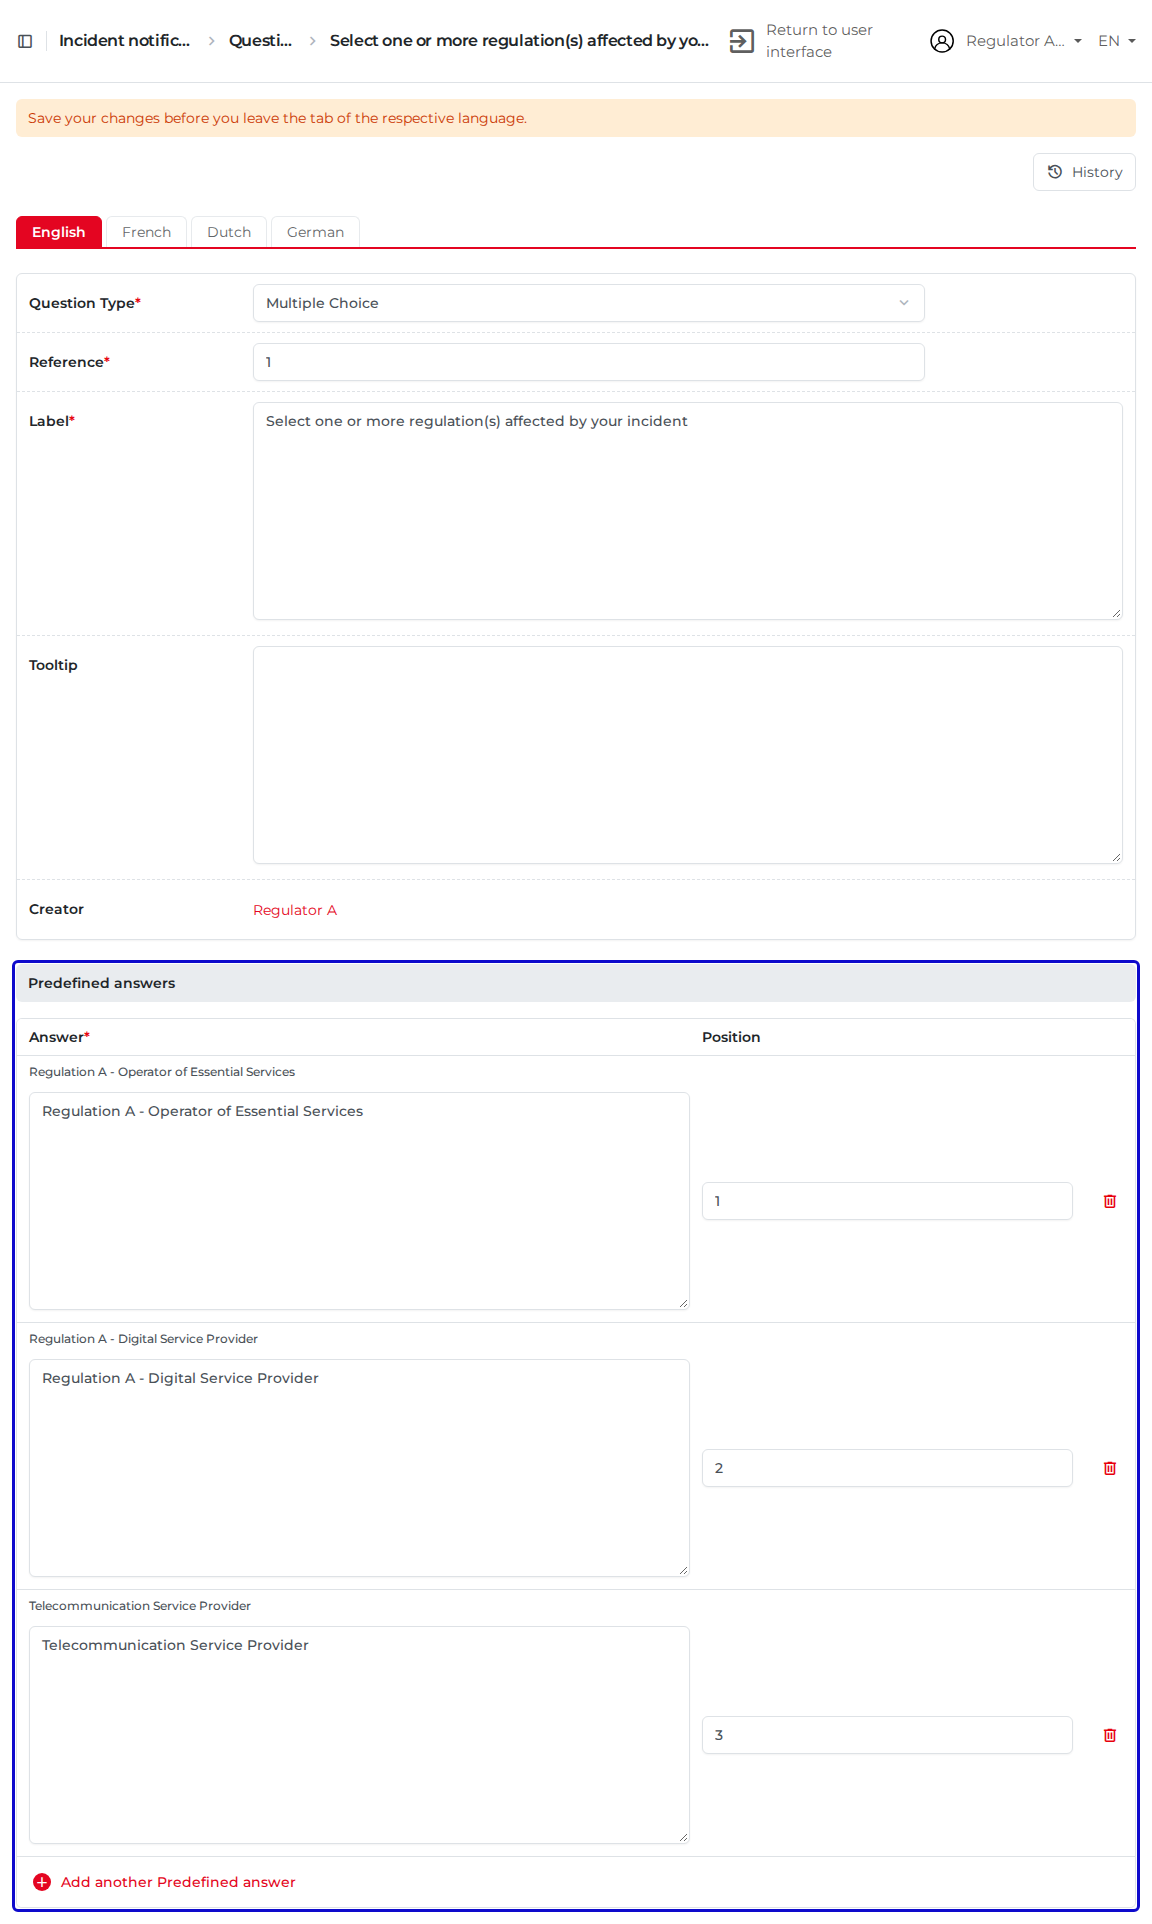 Incident notific... > Questi... > Select one or more regulation(s) affected by yo...
Return to user
interface
Regulator A...
EN
Save your changes before you leave the tab of the respective language.
History
English
French
Dutch
German
Question Type*
Multiple Choice
Reference*
1
Label*
Select one or more regulation(s) affected by your incident
Tooltip
Creator
Regulator A
Predefined answers
Answer*
Position
Regulation A - Operator of Essential Services
Regulation A - Operator of Essential Services
1
Regulation A - Digital Service Provider
Regulation A - Digital Service Provider
2
Telecommunication Service Provider
Telecommunication Service Provider
3
Add another Predefined answer